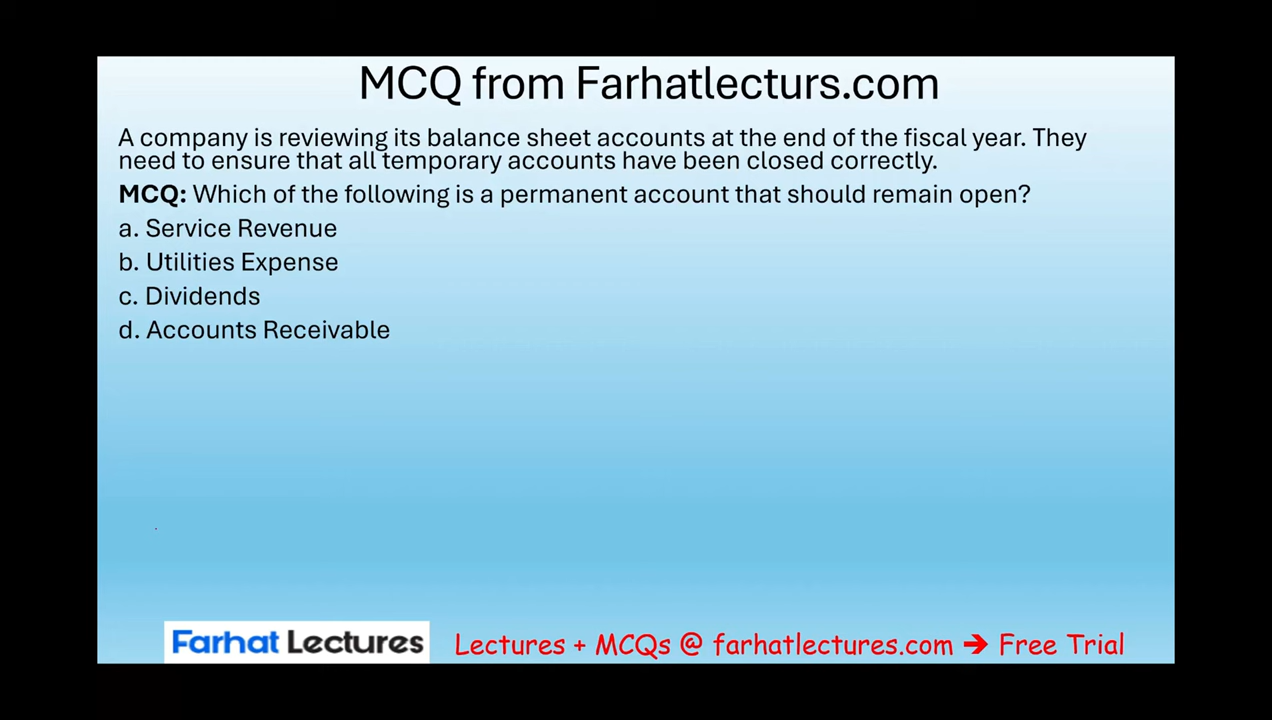 MCQ from Farhatlecturs.com
A company is reviewing its balance sheet accounts at the end of the fiscal year. They
need to ensure that all temporary accounts have been closed correctly.
MCQ: Which of the following is a permanent account that should remain open?
a. Service Revenue
b. Utilities Expense
c. Dividends
d. Accounts Receivable
Farhat Lectures
Lectures + MCQs @ farhatlectures.com ➔ Free Trial